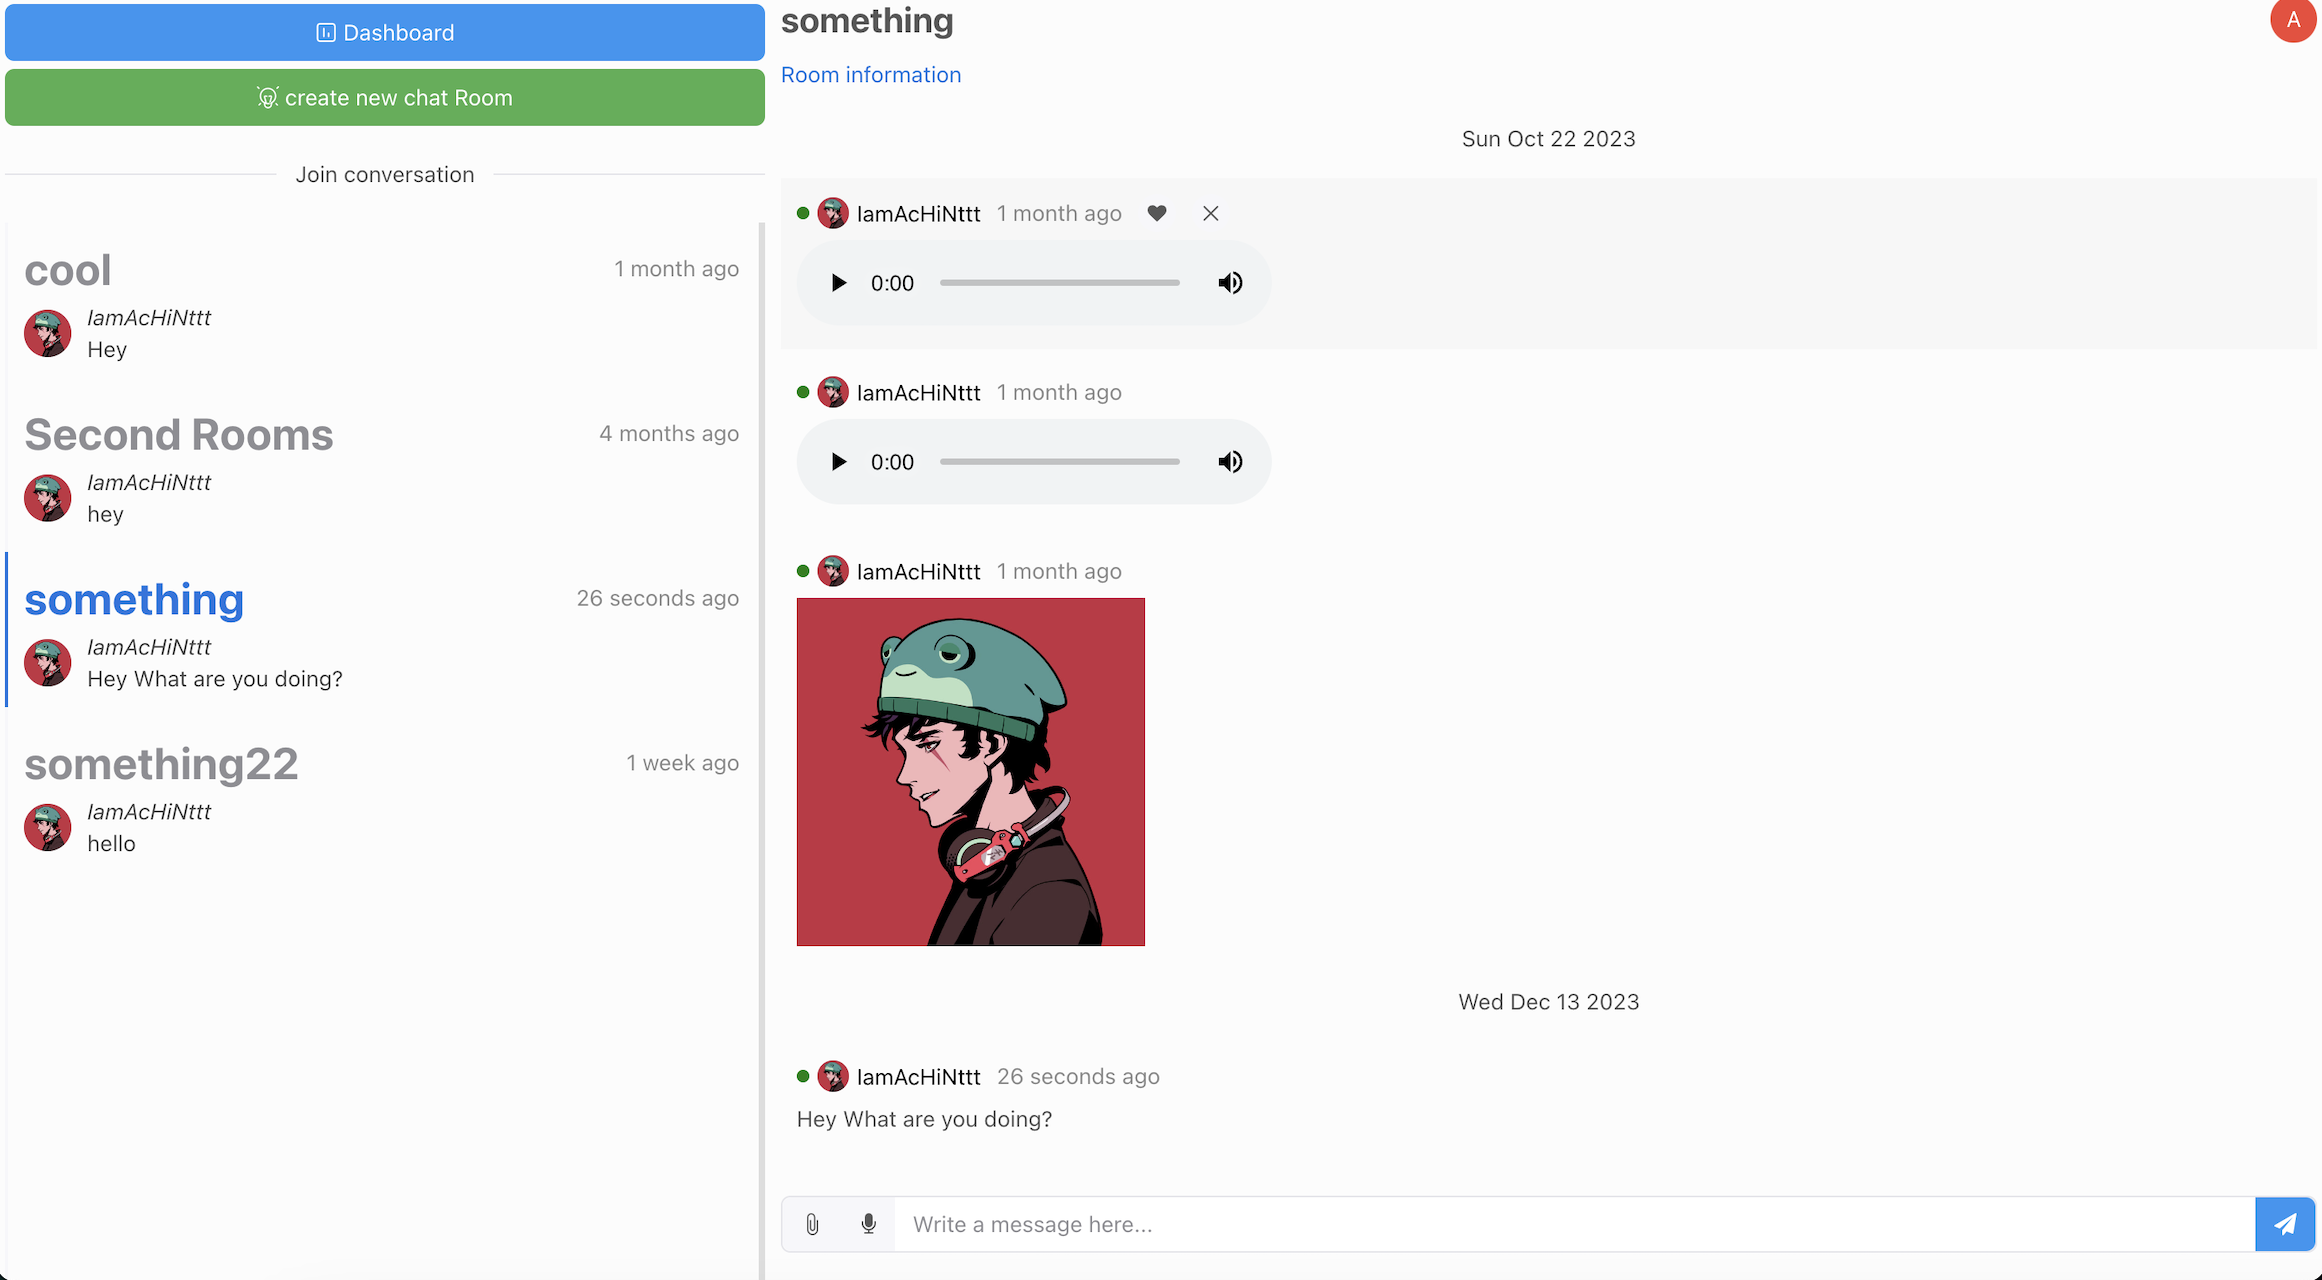 Dashboard
create new chat Room
Join conversation
cool
1 month ago
IamAcHiNttt
Hey
Second Rooms
4 months ago
IamAcHiNttt
hey
something
26 seconds ago
IamAcHiNttt
Hey What are you doing?
something22
1 week ago
IamAcHiNttt
hello
something
A
Room information
Sun Oct 22 2023
IamAcHiNttt 1 month ago
0:00
IamAcHiNttt 1 month ago
0:00
IamAcHiNttt 1 month ago
Wed Dec 13 2023
IamAcHiNttt 26 seconds ago
Hey What are you doing?
Write a message here...